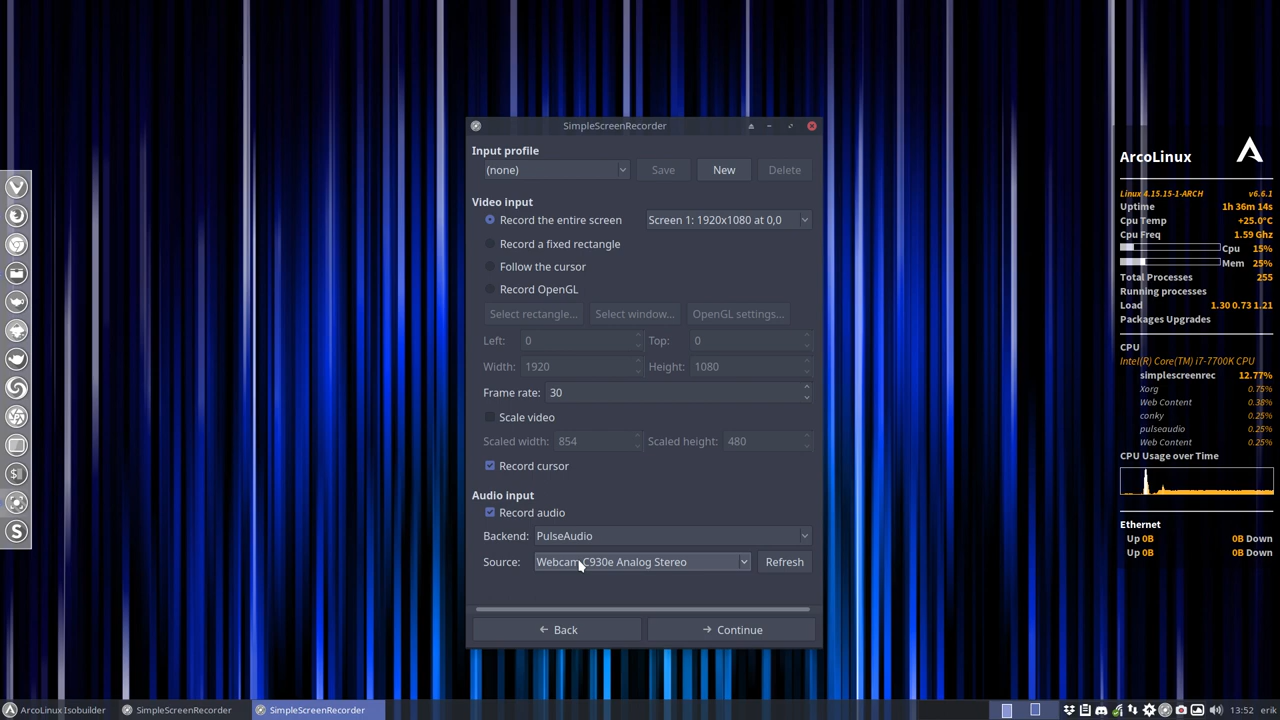 SimpleScreenRecorder
Input profile
(none) Save New Delete
Video input
Record the entire screen Screen 1: 1920x1080 at 0,0
Record a fixed rectangle
Follow the cursor
Record OpenGL
Select rectangle... Select window... OpenGL settings...
Left: 0 Top: 0
Width: 1920 Height: 1080
Frame rate: 30
Scale video
Scaled width: 854 Scaled height: 480
Record cursor
Audio input
Record audio
Backend: PulseAudio
Source: Webcam C930e Analog Stereo Refresh
Back Continue
ArcoLinux
Linux 4.15.15-1-ARCH v6.6.1
Uptime 1h 36m 14s
Cpu Temp +25.0°C
Cpu Freq 1.59 Ghz
Cpu 15%
Mem 25%
Total Processes 255
Running processes
Load 1.30 0.73 1.21
Packages Upgrades
CPU
Intel(R) Core(TM) i7-7700K CPU
simplescreenrec 12.77%
Xorg 0.75%
Web Content 0.38%
conky 0.25%
pulseaudio 0.25%
Web Content 0.25%
CPU Usage over Time
Ethernet
Up 0B 0B Down
Up 0B 0B Down
ArcoLinux Isobuilder SimpleScreenRecorder SimpleScreenRecorder 13:52 erik